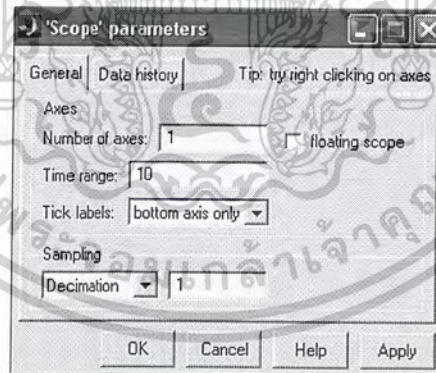 'Scope' parameters
General Data history Tip: try right clicking on axes
Axes
Number of axes: 1 floating scope
Time range: 10
Tick labels: bottom axis only
Sampling
Decimation 1
OK Cancel Help Apply